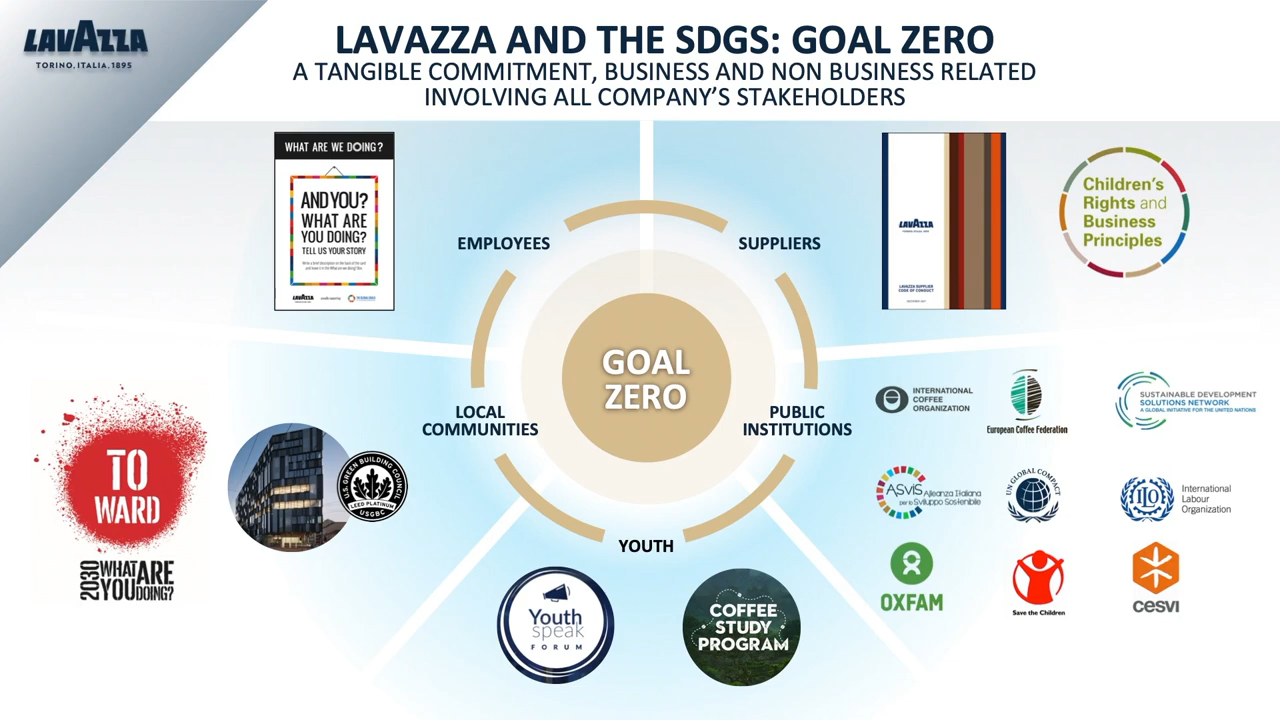 LAVAZZA
TORINO, ITALIA, 1895
LAVAZZA AND THE SDGS: GOAL ZERO
A TANGIBLE COMMITMENT, BUSINESS AND NON BUSINESS RELATED
INVOLVING ALL COMPANY'S STAKEHOLDERS
WHAT ARE WE DOING?
AND YOU?
WHAT ARE
YOU DOING?
TELL US YOUR STORY
LAVAZZA
EMPLOYEES
SUPPLIERS
LAVAZZA
LAVAZZA SUPPLIER
CODE OF CONDUCT
Children's
Rights and
Business
Principles
GOAL
ZERO
LOCAL
COMMUNITIES
PUBLIC
INSTITUTIONS
YOUTH
TO
WARD
2030 WHAT ARE
YOU DOING?
U.S. GREEN BUILDING COUNCIL
LEED PLATINUM
USGBC
Youth
speak
FORUM
COFFEE
STUDY
PROGRAM
INTERNATIONAL
COFFEE
ORGANIZATION
European Coffee Federation
SUSTAINABLE DEVELOPMENT
SOLUTIONS NETWORK
A GLOBAL INITIATIVE FOR THE UNITED NATIONS
ASviS Alleanza Italiana
per lo Sviluppo Sostenibile
UN GLOBAL COMPACT
ILO
International
Labour
Organization
OXFAM
Save the Children
cesvi